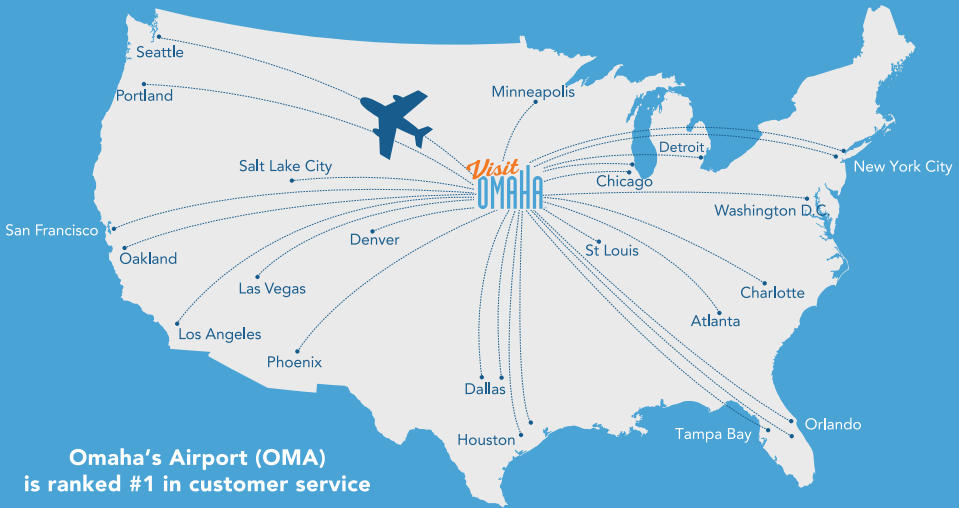 Seattle
Portland
Minneapolis
Detroit
New York City
Salt Lake City
Visit
OMAHA
Chicago
Washington D.C.
San Francisco
Oakland
Denver
St Louis
Las Vegas
Charlotte
Los Angeles
Atlanta
Phoenix
Dallas
Houston
Tampa Bay
Orlando
Omaha's Airport (OMA)
is ranked #1 in customer service